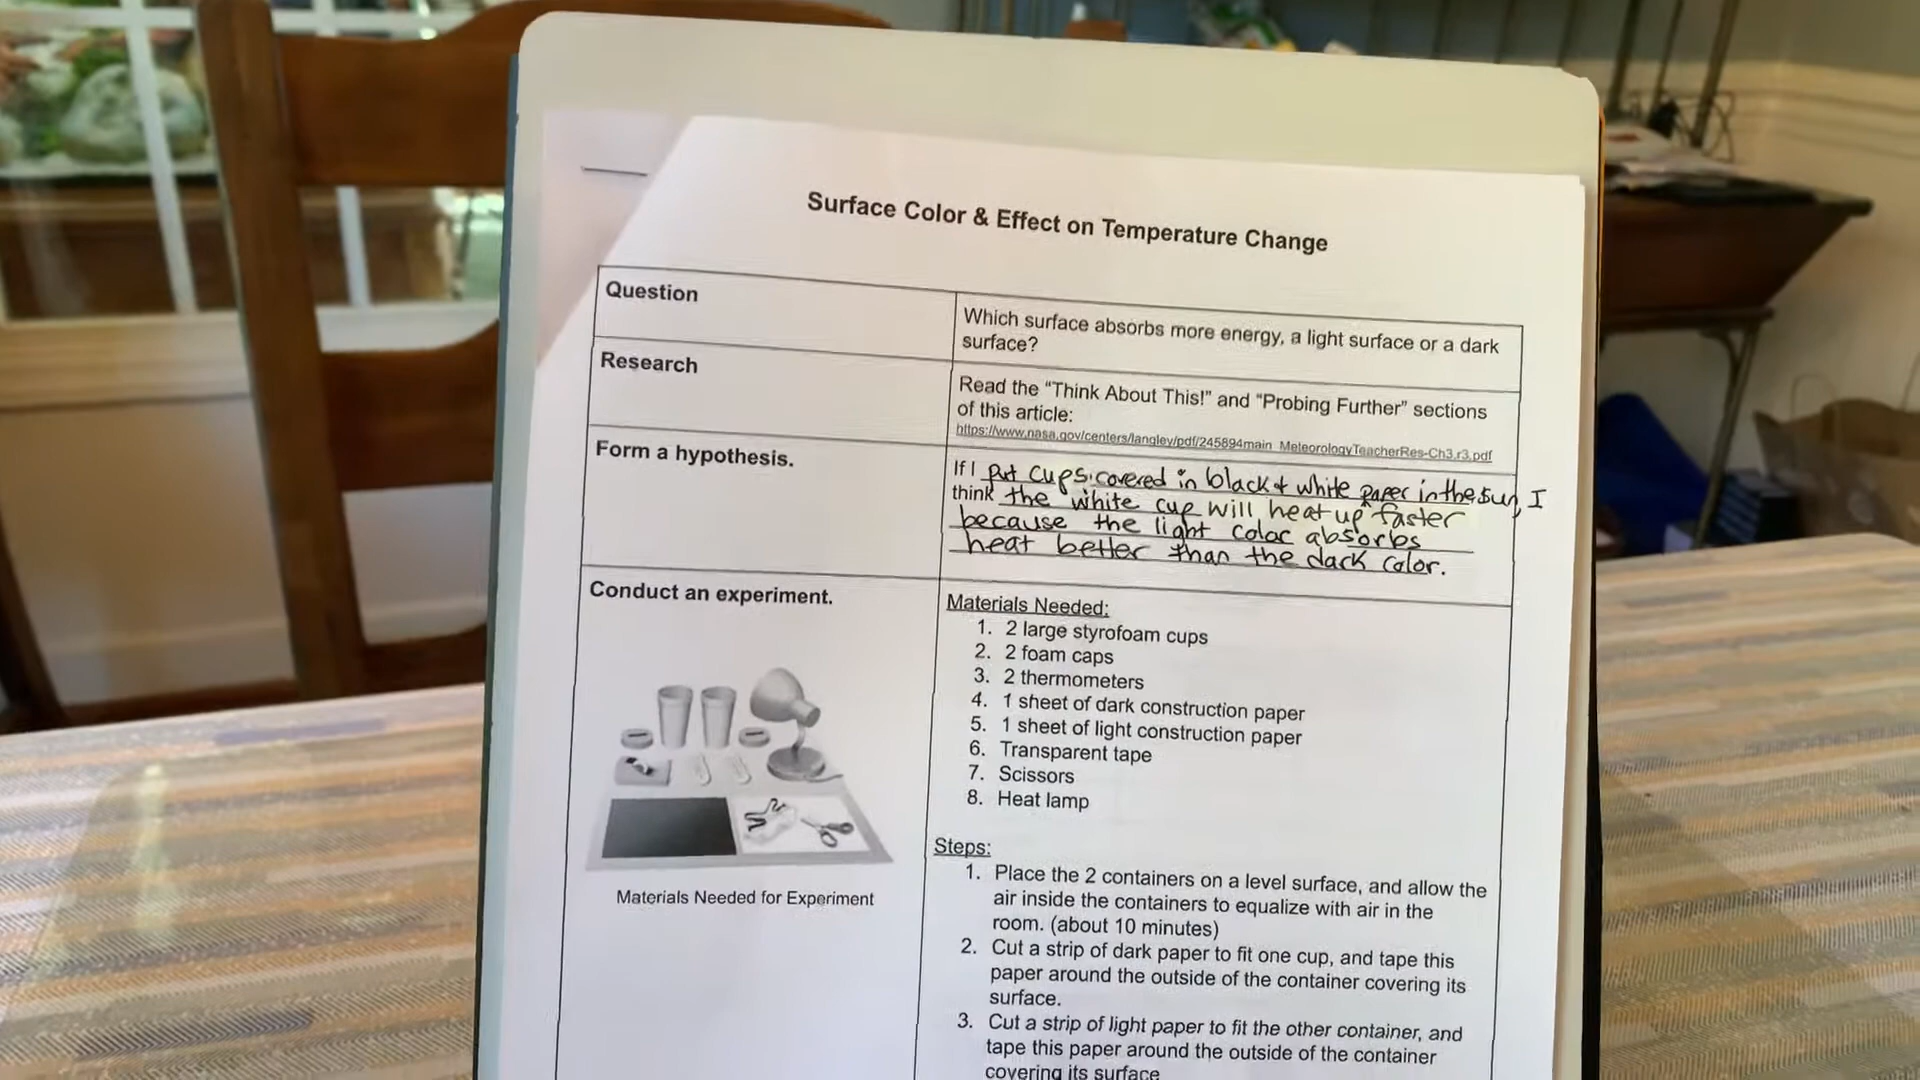 Surface Color & Effect on Temperature Change
Question
Which surface absorbs more energy, a light surface or a dark
surface?
Research
Read the “Think About This!” and “Probing Further” sections
of this article:
https://www.nasa.gov/centers/langley/pdf/245894main_MeteorologyTeacherRes-Ch3.r3.pdf
Form a hypothesis.
If I put cups covered in black & white paper in the sun, I
think the white cup will heat up faster
because the light color absorbs
heat better than the dark color.
Conduct an experiment.
Materials Needed for Experiment
Materials Needed:
1. 2 large styrofoam cups
2. 2 foam caps
3. 2 thermometers
4. 1 sheet of dark construction paper
5. 1 sheet of light construction paper
6. Transparent tape
7. Scissors
8. Heat lamp
Steps:
1. Place the 2 containers on a level surface, and allow the
air inside the containers to equalize with air in the
room. (about 10 minutes)
2. Cut a strip of dark paper to fit one cup, and tape this
paper around the outside of the container covering its
surface.
3. Cut a strip of light paper to fit the other container, and
tape this paper around the outside of the container
covering its surface